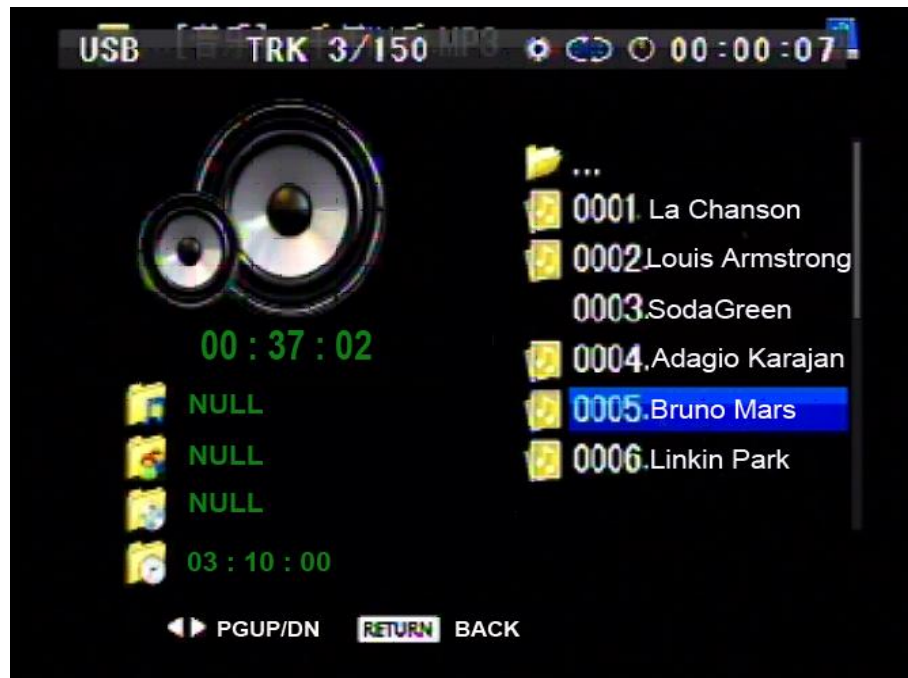 USB TRK 3/150 MP3 00:00:07
00 : 37 : 02
NULL
NULL
NULL
03 : 10 : 00
...
0001 La Chanson
0002.Louis Armstrong
0003.SodaGreen
0004.Adagio Karajan
0005.Bruno Mars
0006.Linkin Park
PGUP/DN RETURN BACK